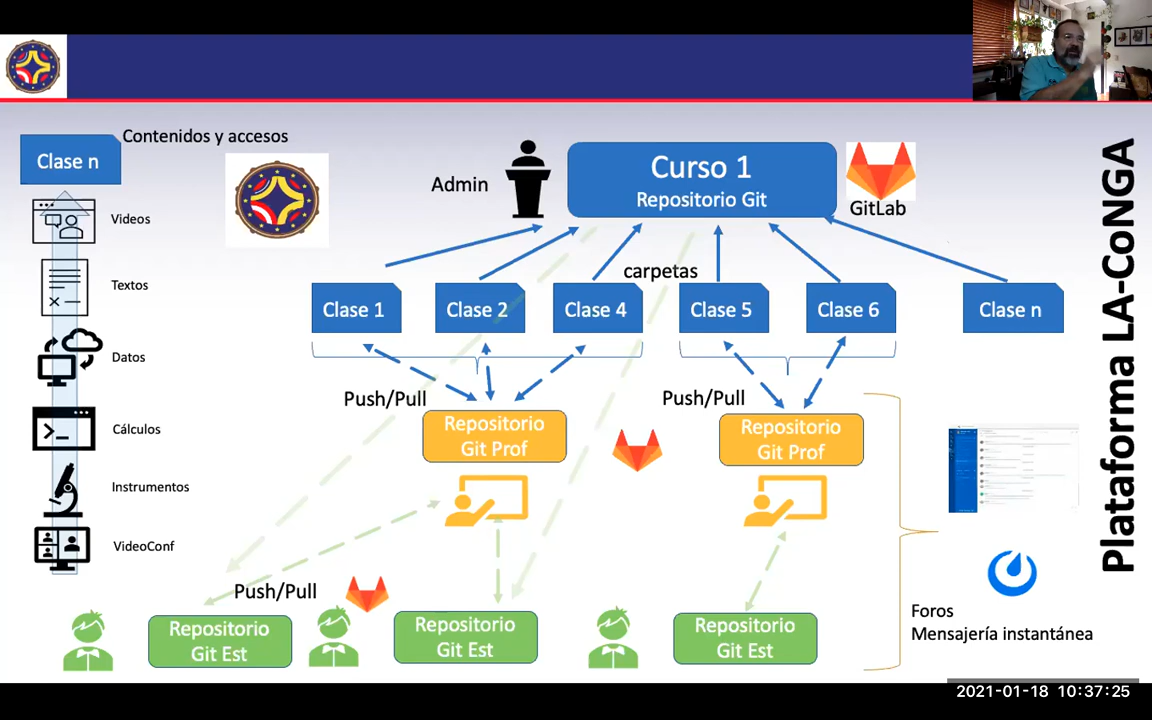 Contenidos y accesos
Clase n
Videos
Textos
Datos
Cálculos
Instrumentos
VideoConf
Admin
Curso 1
Repositorio Git
GitLab
carpetas
Clase 1
Clase 2
Clase 4
Clase 5
Clase 6
Clase n
Push/Pull
Push/Pull
Repositorio
Git Prof
Repositorio
Git Prof
Push/Pull
Repositorio
Git Est
Repositorio
Git Est
Repositorio
Git Est
Foros
Mensajería instantánea
Plataforma LA-CoNGA
2021-01-18 10:37:25